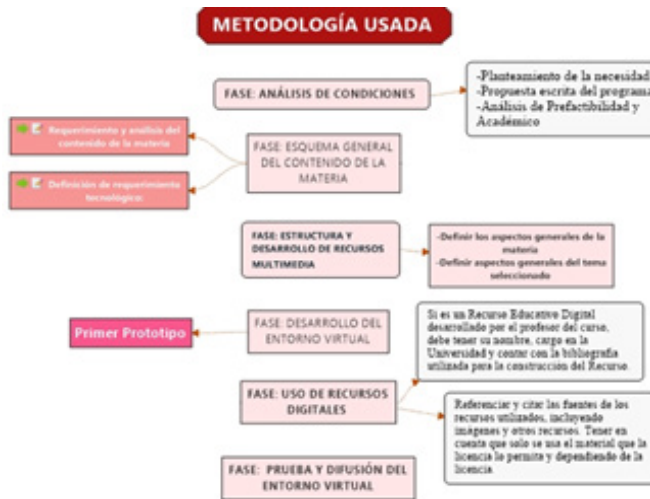 METODOLOGÍA USADA
FASE: ANÁLISIS DE CONDICIONES
-Planteamiento de la necesidad
-Propuesta escrita del programa
-Análisis de Prefactibilidad y
Académico
Requerimiento y análisis del
contenido de la materia
Definición de requerimiento
tecnológico:
FASE: ESQUEMA GENERAL
DEL CONTENIDO DE LA
MATERIA
FASE: ESTRUCTURA Y
DESARROLLO DE RECURSOS
MULTIMEDIA
-Definir los aspectos generales de la
materia
-Definir aspectos generales del tema
seleccionado
Primer Prototipo
FASE: DESARROLLO DEL
ENTORNO VIRTUAL
Si es un Recurso Educativo Digital
desarrollado por el profesor del curso,
debe tener su nombre, cargo en la
Universidad y contar con la bibliografía
utilizada para la construcción del Recurso.
FASE: USO DE RECURSOS
DIGITALES
Referenciar y citar las fuentes de los
recursos utilizados, incluyendo
imágenes y otros recursos. Tener en
cuenta que solo se usa el material que la
licencia lo permita y dependiendo de la
licencia
FASE: PRUEBA Y DIFUSIÓN DEL
ENTORNO VIRTUAL